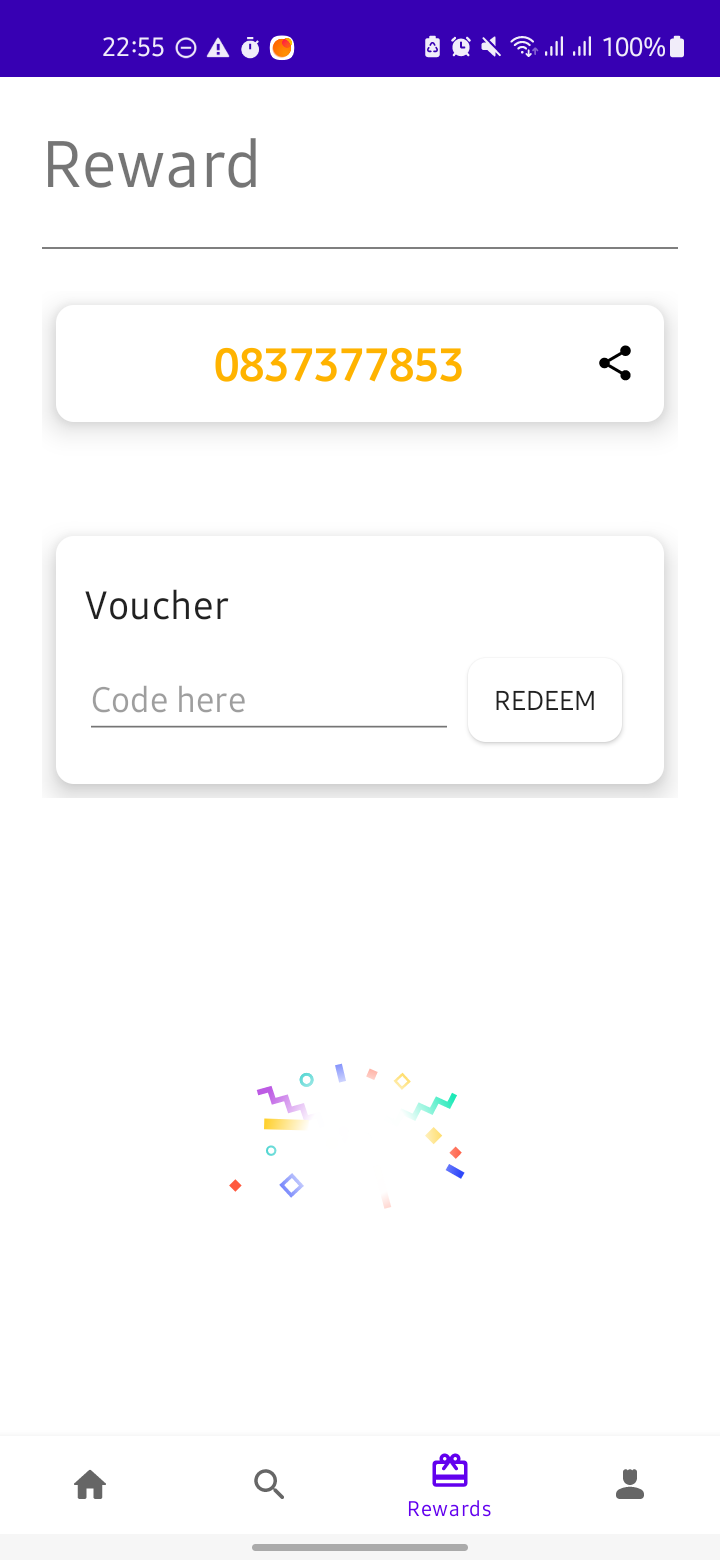 22:55 100%
Reward
0837377853
Voucher
Code here
REDEEM
Rewards